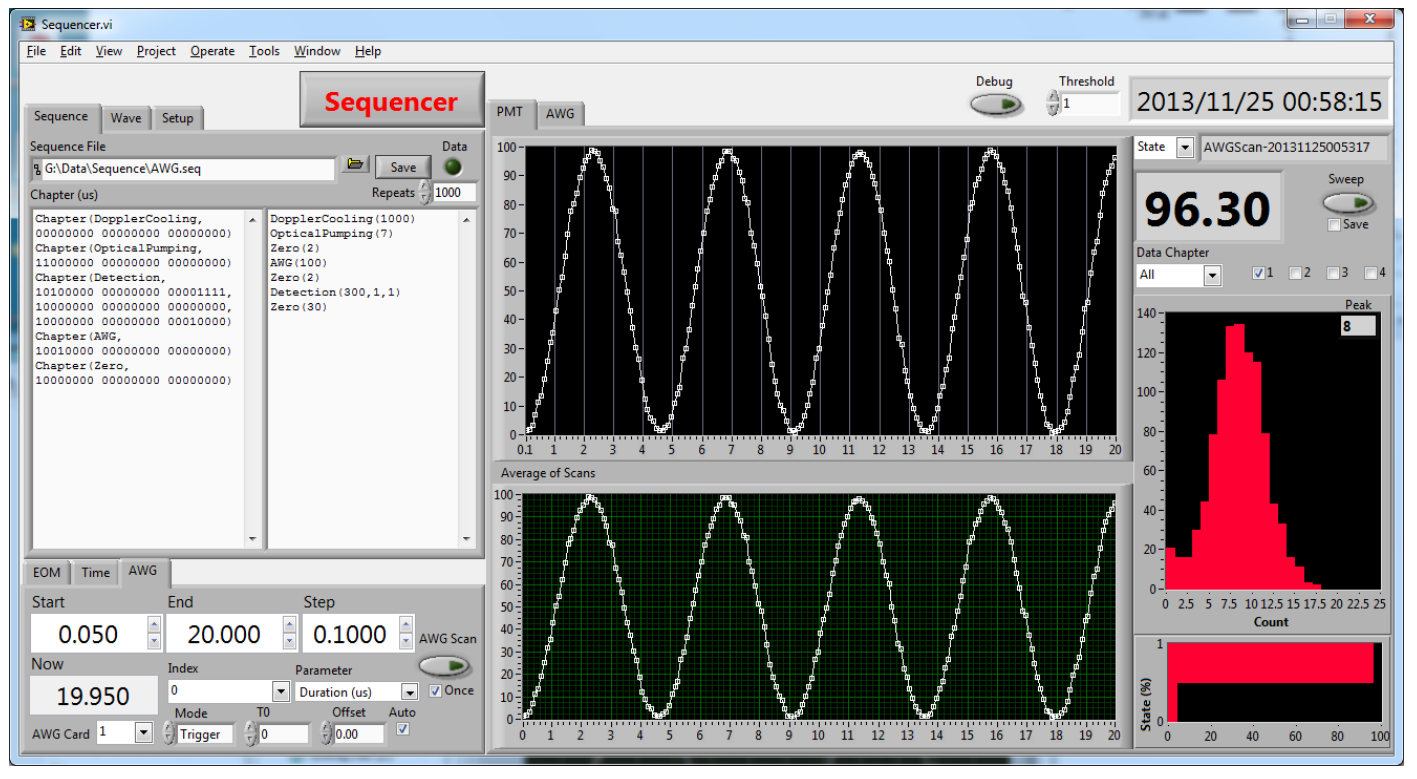 Sequencer.vi
File Edit View Project Operate Tools Window Help
Sequencer
Debug
Threshold
1
2013/11/25 00:58:15
Sequence Wave Setup
PMT AWG
Sequence File
Data
G:\Data\Sequence\AWG.seq
Save
Chapter (us)
Repeats 1000
Chapter(DopplerCooling,
00000000 00000000 00000000)
Chapter(OpticalPumping,
11000000 00000000 00000000)
Chapter(Detection,
10100000 00000000 00001111,
10000000 00000000 00000000,
10000000 00000000 00010000)
Chapter(AWG,
10010000 00000000 00000000)
Chapter(Zero,
10000000 00000000 00000000)
DopplerCooling(1000)
OpticalPumping(7)
Zero(2)
AWG(100)
Zero(2)
Detection(300,1,1)
Zero(30)
100
90
80
70
60
50
40
30
20
10
0
0.1 1 2 3 4 5 6 7 8 9 10 11 12 13 14 15 16 17 18 19 20
Average of Scans
100
90
80
70
60
50
40
30
20
10
0
0 1 2 3 4 5 6 7 8 9 10 11 12 13 14 15 16 17 18 19 20
State AWGScan-20131125005317
96.30
Sweep
Save
Data Chapter
All 1 2 3 4
Peak
8
140
120
100
80
60
40
20
0
0 2.5 5 7.5 10 12.5 15 17.5 20 22.5 25
Count
State (%)
1
0
0 20 40 60 80 100
EOM Time AWG
Start End Step
0.050 20.000 0.1000 AWG Scan
Now Index Parameter
19.950 0 Duration (us) Once
Mode T0 Offset Auto
AWG Card 1 Trigger 0 0.00